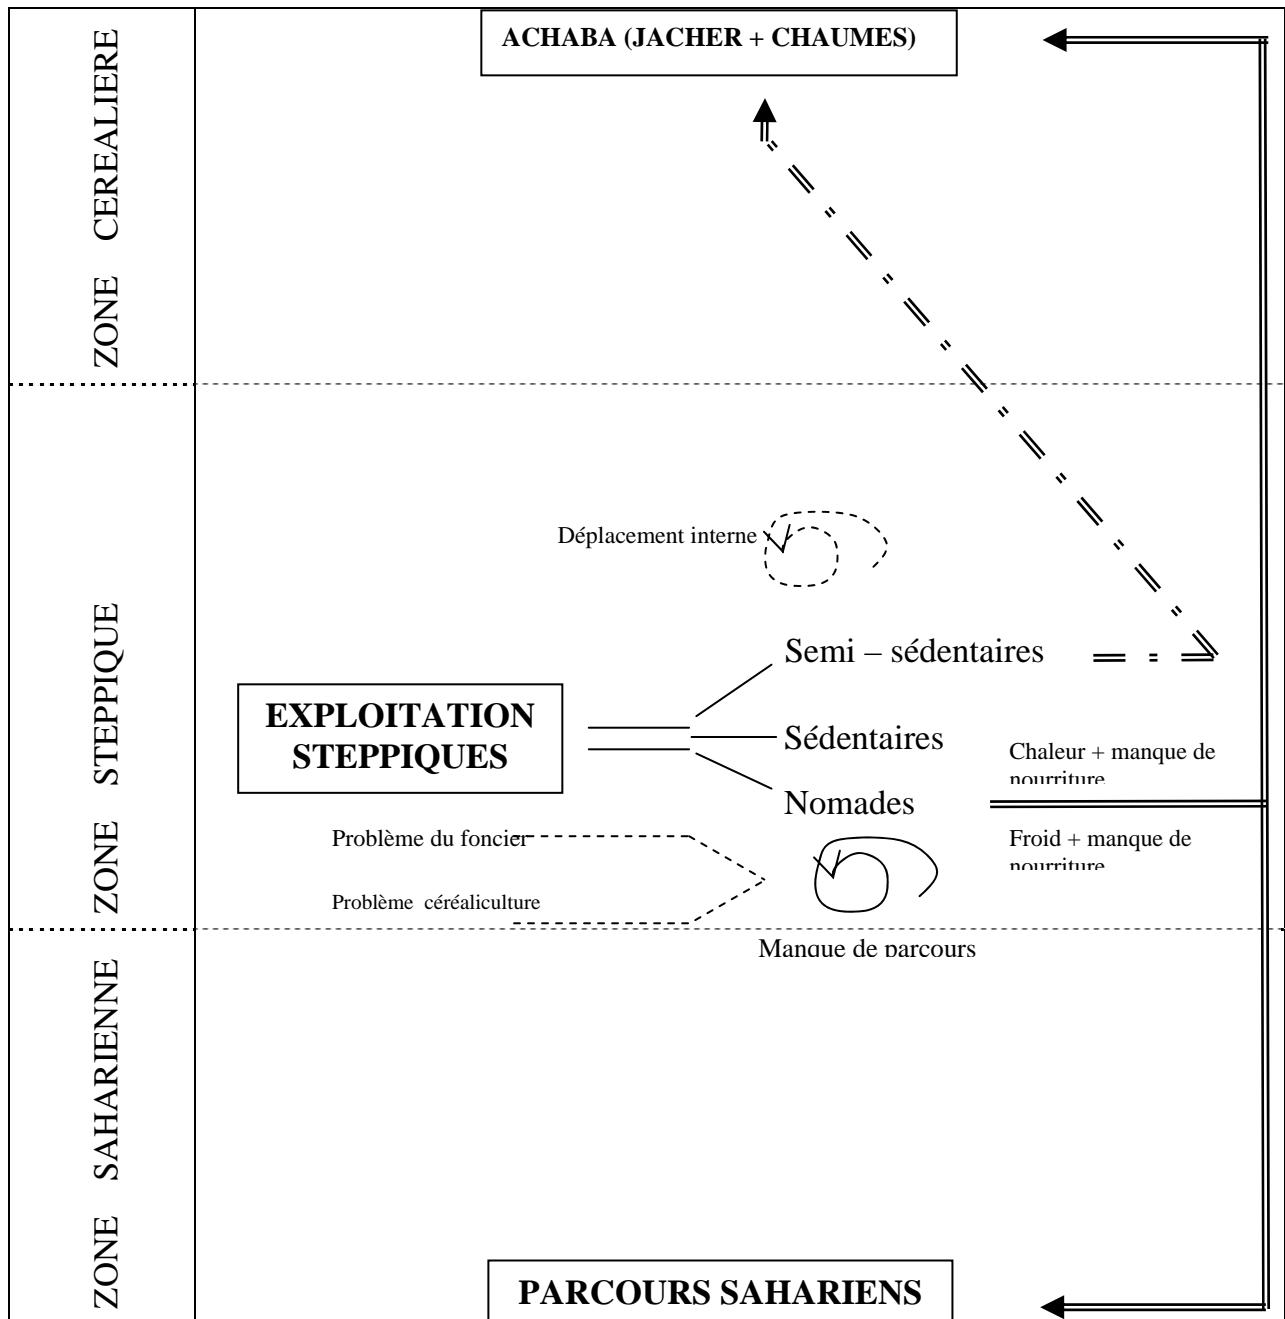 ACHABA (JACHER + CHAUMES)
ZONE CEREALIERE
Déplacement interne
ZONE STEPPIQUE
Semi – sédentaires
EXPLOITATION
STEPPIQUES
Sédentaires
Chaleur + manque de
nourriture
Nomades
Problème du foncier
Froid + manque de
nourriture
Problème céréaliculture
Manque de parcours
ZONE SAHARIENNE
PARCOURS SAHARIENS